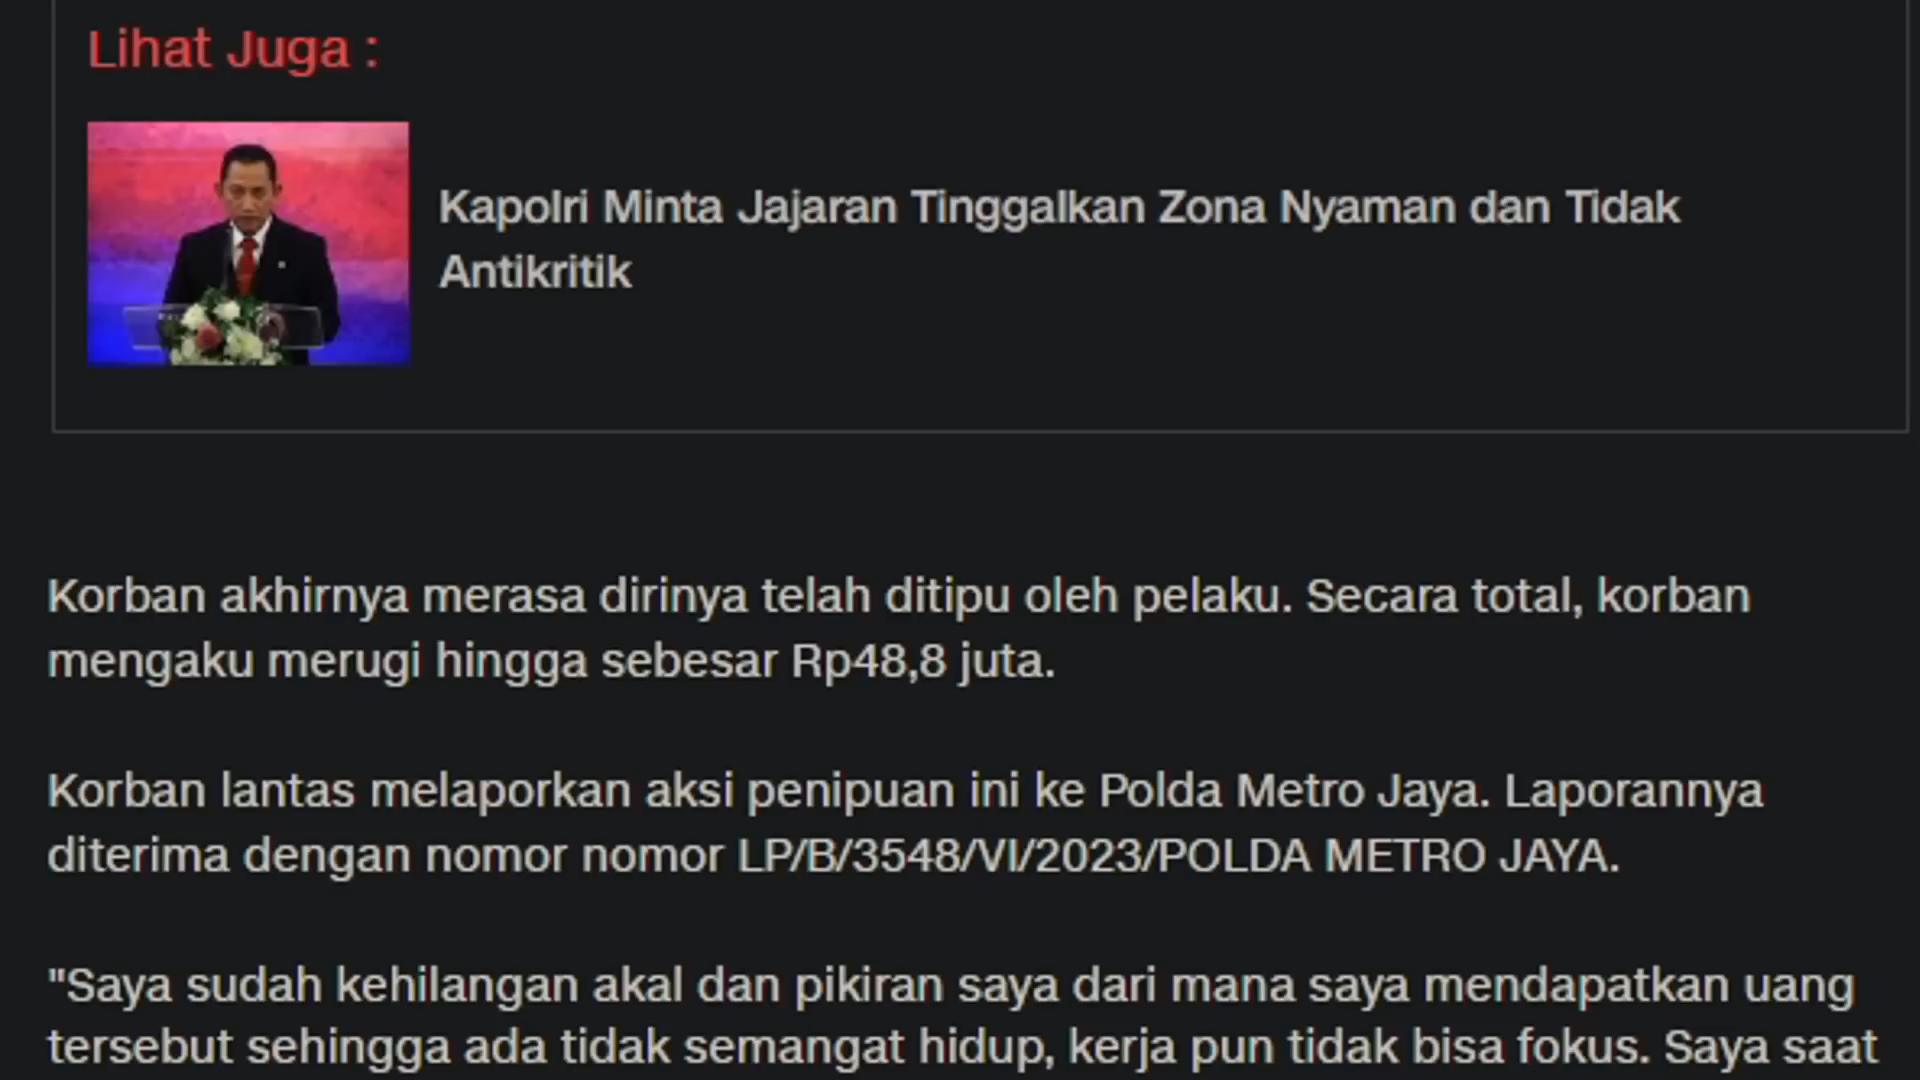 Lihat Juga :
Kapolri Minta Jajaran Tinggalkan Zona Nyaman dan Tidak
Antikritik
Korban akhirnya merasa dirinya telah ditipu oleh pelaku. Secara total, korban
mengaku merugi hingga sebesar Rp48,8 juta.
Korban lantas melaporkan aksi penipuan ini ke Polda Metro Jaya. Laporannya
diterima dengan nomor nomor LP/B/3548/VI/2023/POLDA METRO JAYA.
"Saya sudah kehilangan akal dan pikiran saya dari mana saya mendapatkan uang
tersebut sehingga ada tidak semangat hidup, kerja pun tidak bisa fokus. Saya saat